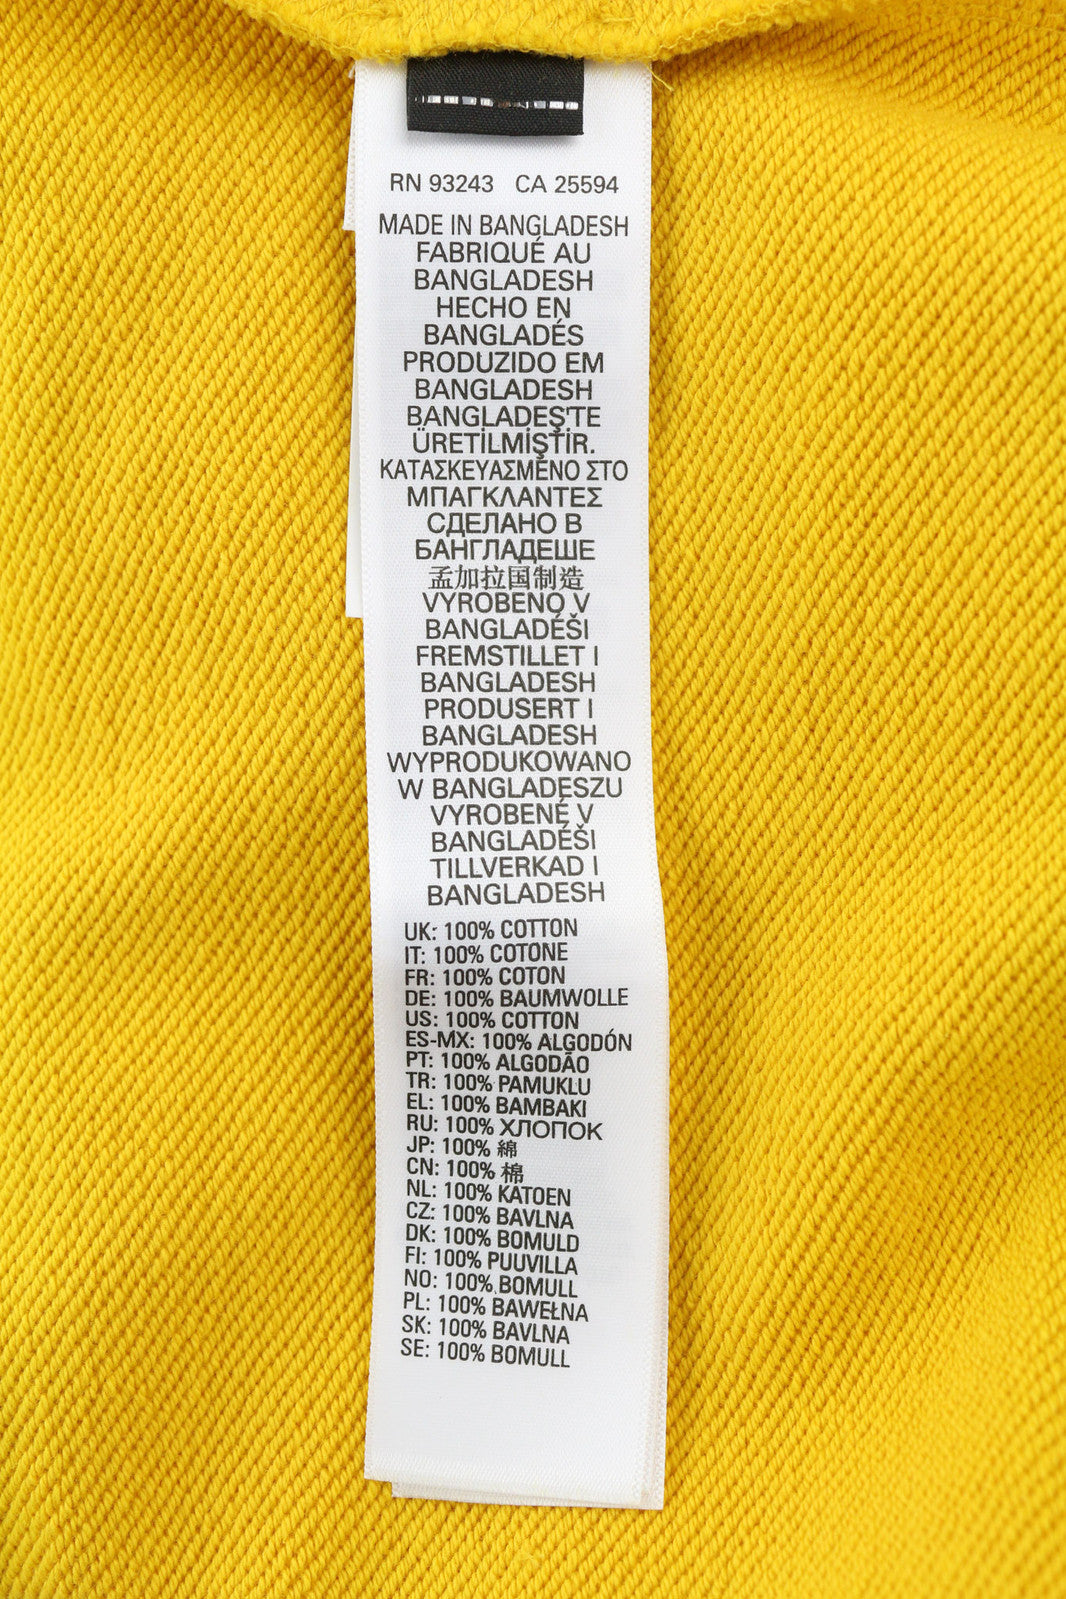 RN 93243 CA 25594
MADE IN BANGLADESH
FABRIQUÉ AU
BANGLADESH
HECHO EN
BANGLADÉS
PRODUZIDO EM
BANGLADESH
BANGLADEŞ'TE
ÜRETİLMİŞTİR.
ΚΑΤΑΣΚΕΥΑΣΜΕΝΟ ΣΤΟ
ΜΠΑΓΚΛΑΝΤΕΣ
СДЕЛАНО В
БАНГЛАДЕШЕ
孟加拉国制造
VYROBENO V
BANGLADÉŠI
FREMSTILLET I
BANGLADESH
PRODUSERT I
BANGLADESH
WYPRODUKOWANO
W BANGLADESZU
VYROBENÉ V
BANGLADÉŠI
TILLVERKAD I
BANGLADESH
UK: 100% COTTON
IT: 100% COTONE
FR: 100% COTON
DE: 100% BAUMWOLLE
US: 100% COTTON
ES-MX: 100% ALGODÓN
PT: 100% ALGODÃO
TR: 100% PAMUKLU
EL: 100% BAMBAKI
RU: 100% ХЛОПОК
JP: 100% 綿
CN: 100% 棉
NL: 100% KATOEN
CZ: 100% BAVLNA
DK: 100% BOMULD
FI: 100% PUUVILLA
NO: 100% BOMULL
PL: 100% BAWEŁNA
SK: 100% BAVLNA
SE: 100% BOMULL